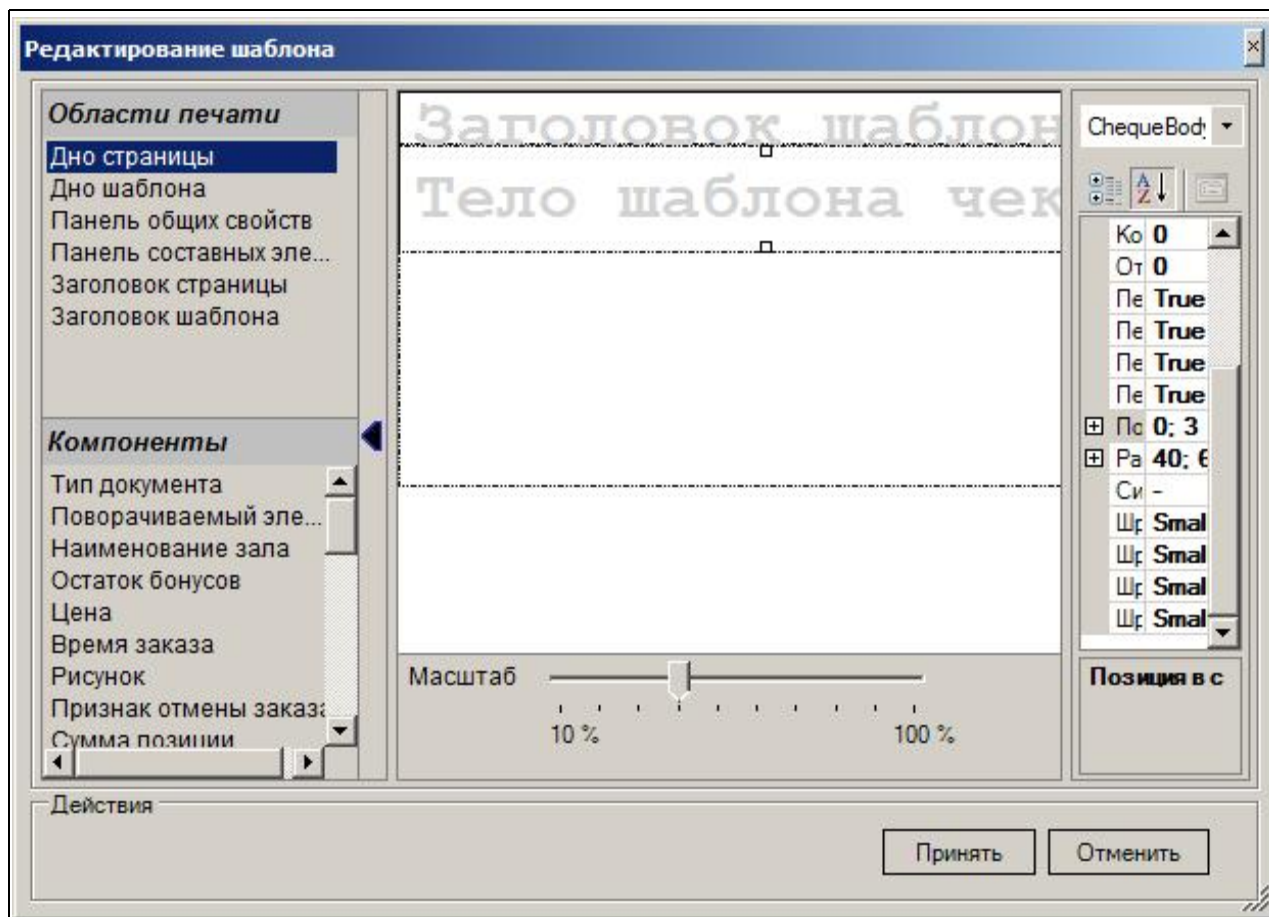 Редактирование шаблона
Области печати
Дно страницы
Дно шаблона
Панель общих свойств
Панель составных эле...
Заголовок страницы
Заголовок шаблона
Компоненты
Тип документа
Поворачиваемый эле...
Наименование зала
Остаток бонусов
Цена
Время заказа
Рисунок
Признак отмены заказа
Сумма позиции
Заголовок шаблон
Тело шаблона чек
Масштаб
10 %
100 %
ChequeBody
Ко 0
От 0
Пе True
Пе True
Пе True
Пе True
По 0; 3
Ра 40; 6
Си -
Шр Smal
Шр Smal
Шр Smal
Шр Smal
Позиция в с
Действия
Принять
Отменить